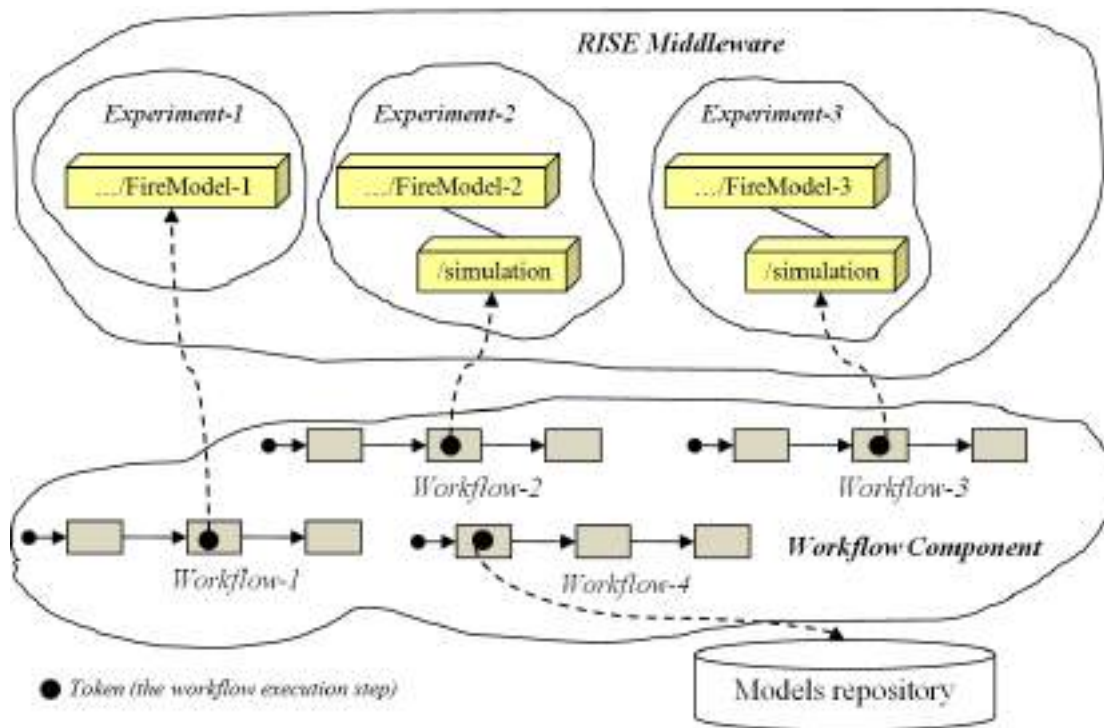 RISE Middleware
Experiment-1
Experiment-2
Experiment-3
.../FireModel-1
.../FireModel-2
.../FireModel-3
/simulation
/simulation
Workflow-2
Workflow-3
Workflow-1
Workflow-4
Workflow Component
Token (the workflow execution step)
Models repository